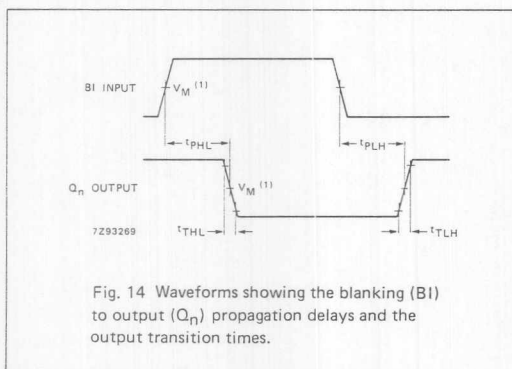 BI INPUT
V_M (1)
t_PHL
t_PLH
Q_n OUTPUT
V_M (1)
7Z93269
t_THL
t_TLH
Fig. 14 Waveforms showing the blanking (BI)
to output (Q_n) propagation delays and the
output transition times.